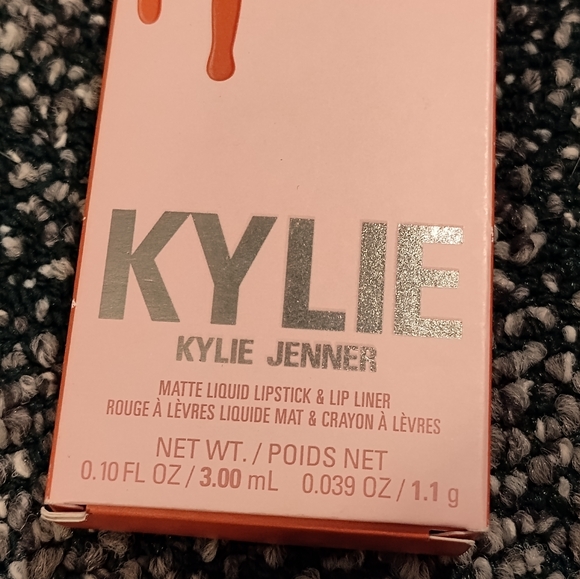 KYLIE
KYLIE JENNER
MATTE LIQUID LIPSTICK & LIP LINER
ROUGE À LÈVRES LIQUIDE MAT & CRAYON À LÈVRES
NET WT. / POIDS NET
0.10 FL OZ / 3.00 mL 0.039 OZ / 1.1 g